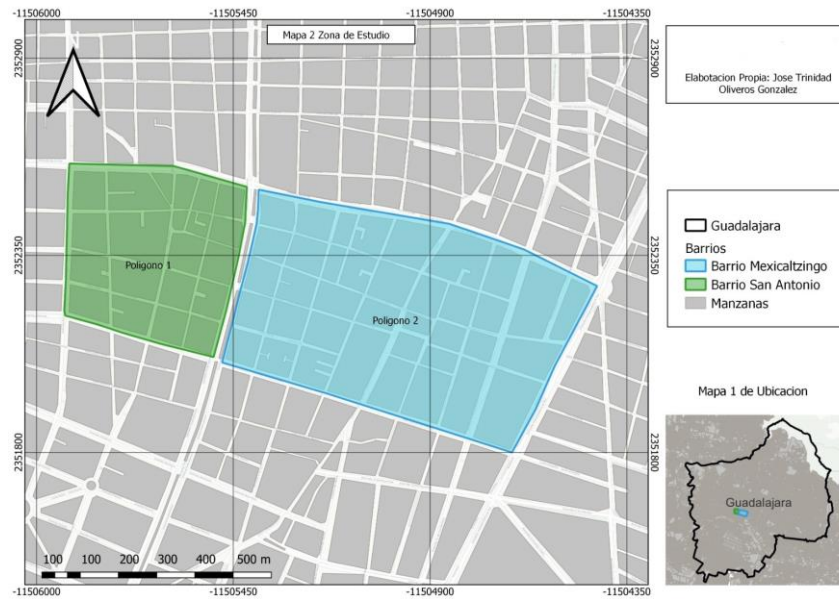 -11506000
-11505450
-11504900
-11504350
Mapa 2 Zona de Estudio
2352900
2352900
Elabotacion Propia: Jose Trinidad
Oliveros Gonzalez
Guadalajara
Barrios
Barrio Mexicaltzingo
Barrio San Antonio
Manzanas
2352350
2352350
Poligono 1
Poligono 2
Mapa 1 de Ubicacion
Guadalajara
2351800
2351800
100 100 200 300 400 500 m
-11506000
-11505450
-11504900
-11504350